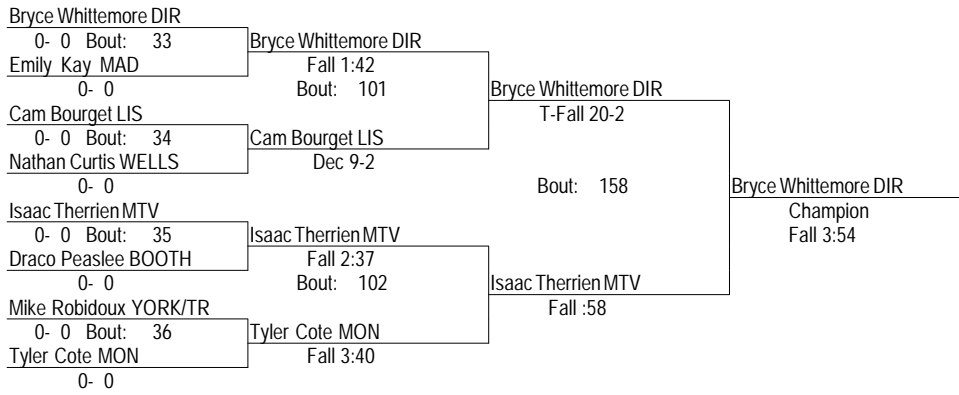 Bryce Whittemore DIR
0- 0 Bout: 33
Emily Kay MAD
0- 0
Cam Bourget LIS
0- 0 Bout: 34
Nathan Curtis WELLS
0- 0
Isaac Therrien MTV
0- 0 Bout: 35
Draco Peaslee BOOTH
0- 0
Mike Robidoux YORK/TR
0- 0 Bout: 36
Tyler Cote MON
0- 0
Bryce Whittemore DIR
Fall 1:42
Bout: 101
Cam Bourget LIS
Dec 9-2
Isaac Therrien MTV
Fall 2:37
Bout: 102
Tyler Cote MON
Fall 3:40
Bryce Whittemore DIR
T-Fall 20-2
Bout: 158
Isaac Therrien MTV
Fall :58
Bryce Whittemore DIR
Champion
Fall 3:54